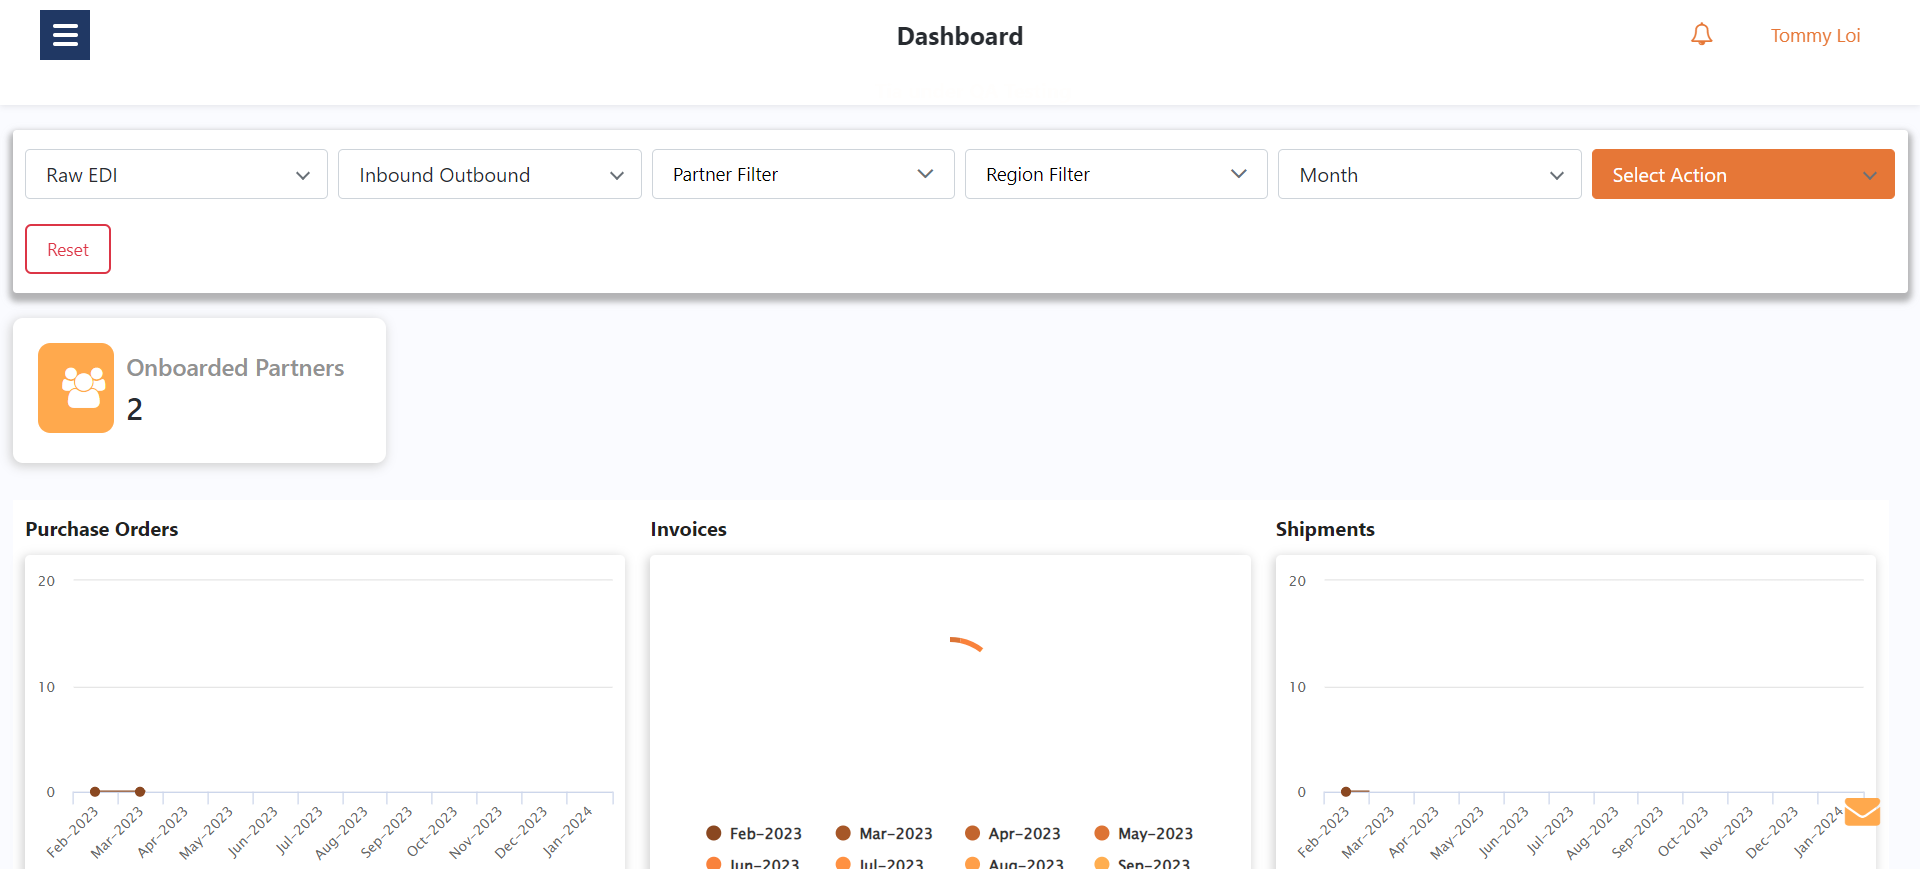 Dashboard
Tommy Loi
Raw EDI
Inbound Outbound
Partner Filter
Region Filter
Month
Select Action
Reset
Onboarded Partners
2
Purchase Orders
20
10
0
Feb-2023
Mar-2023
Apr-2023
May-2023
Jun-2023
Jul-2023
Aug-2023
Sep-2023
Oct-2023
Nov-2023
Dec-2023
Jan-2024
Invoices
Feb-2023
Mar-2023
Apr-2023
May-2023
Jun-2023
Jul-2023
Aug-2023
Sep-2023
Shipments
20
10
0
Feb-2023
Mar-2023
Apr-2023
May-2023
Jun-2023
Jul-2023
Aug-2023
Sep-2023
Oct-2023
Nov-2023
Dec-2023
Jan-2024